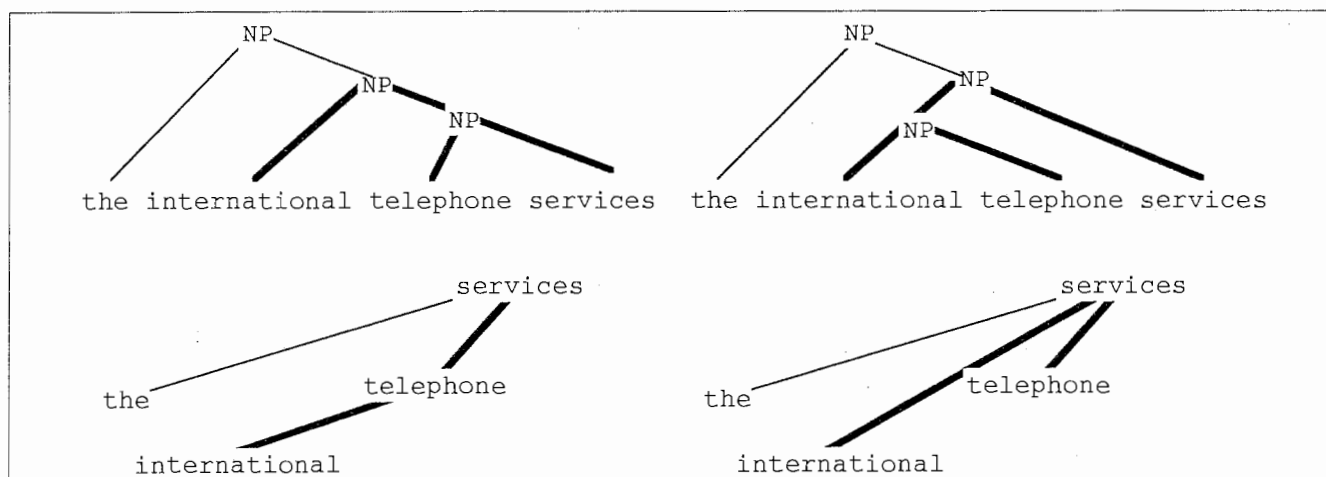 NP NP
NP NP
NP NP
the international telephone services the international telephone services
services services
the telephone the telephone
international international